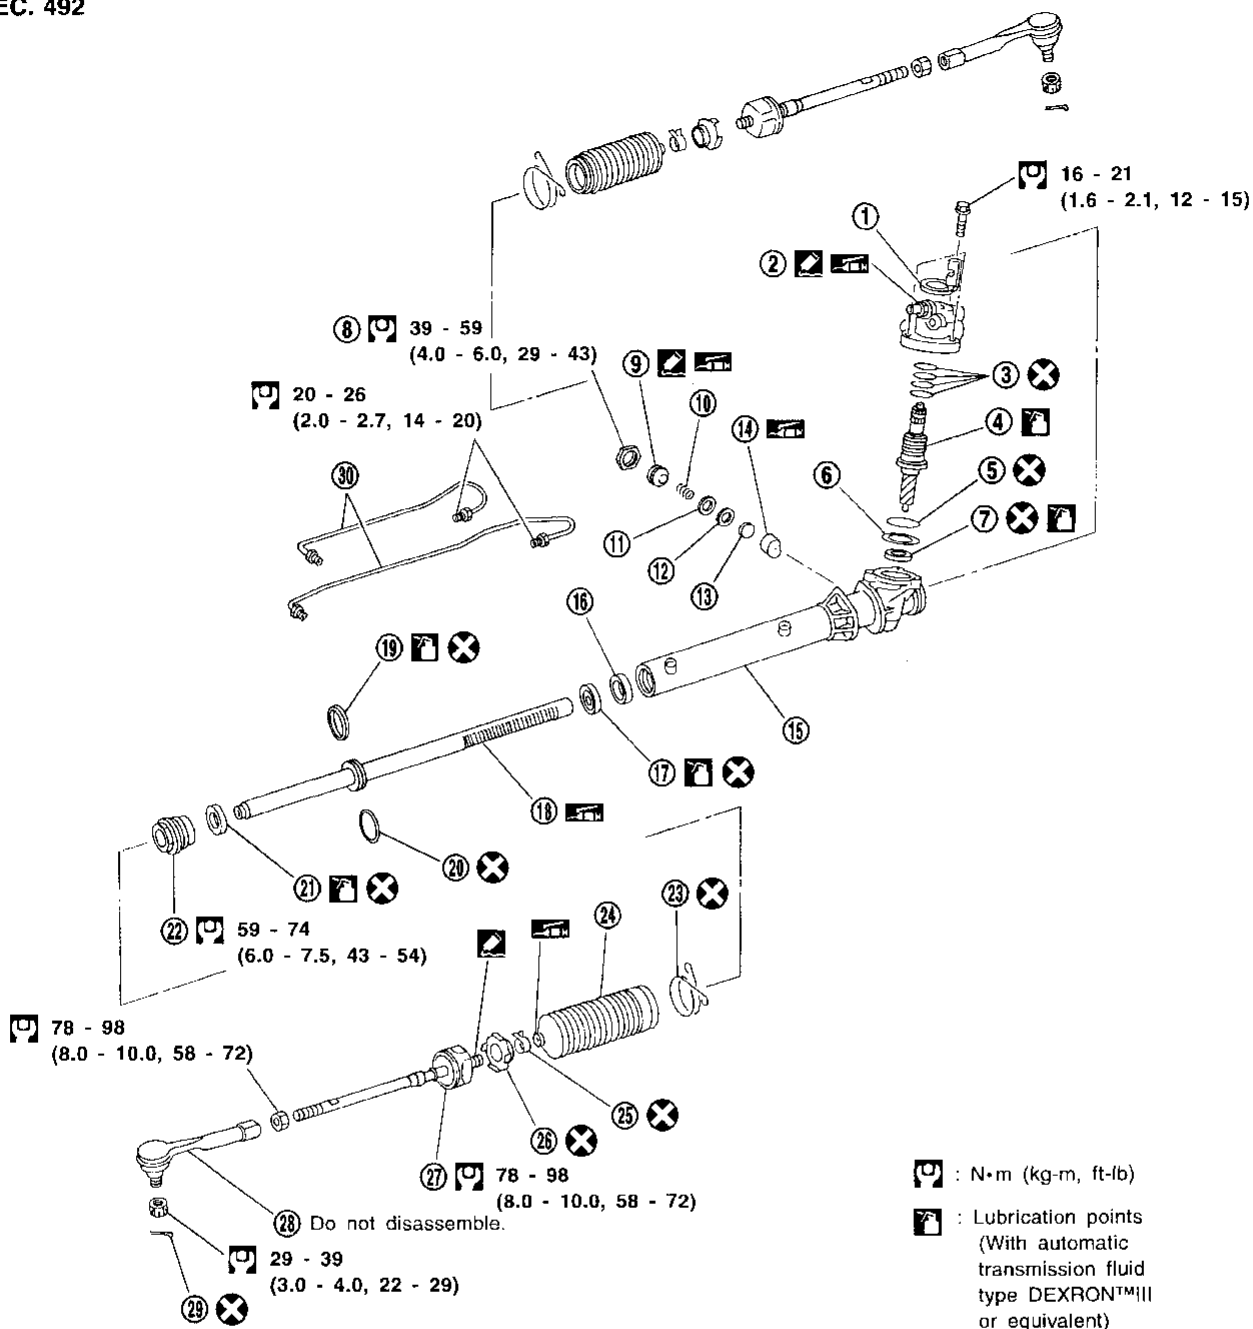 EC. 492
16 - 21
(1.6 - 2.1, 12 - 15)
1
2
8 39 - 59
(4.0 - 6.0, 29 - 43)
9
3
20 - 26
(2.0 - 2.7, 14 - 20)
10
14
4
30
6
5
7
11
12
13
16
19
15
17
18
20
21
23
22 59 - 74
(6.0 - 7.5, 43 - 54)
24
78 - 98
(8.0 - 10.0, 58 - 72)
25
26
27 78 - 98
(8.0 - 10.0, 58 - 72)
28 Do not disassemble.
29 - 39
(3.0 - 4.0, 22 - 29)
29
: N•m (kg-m, ft-lb)
: Lubrication points
(With automatic
transmission fluid
type DEXRON™III
or equivalent)